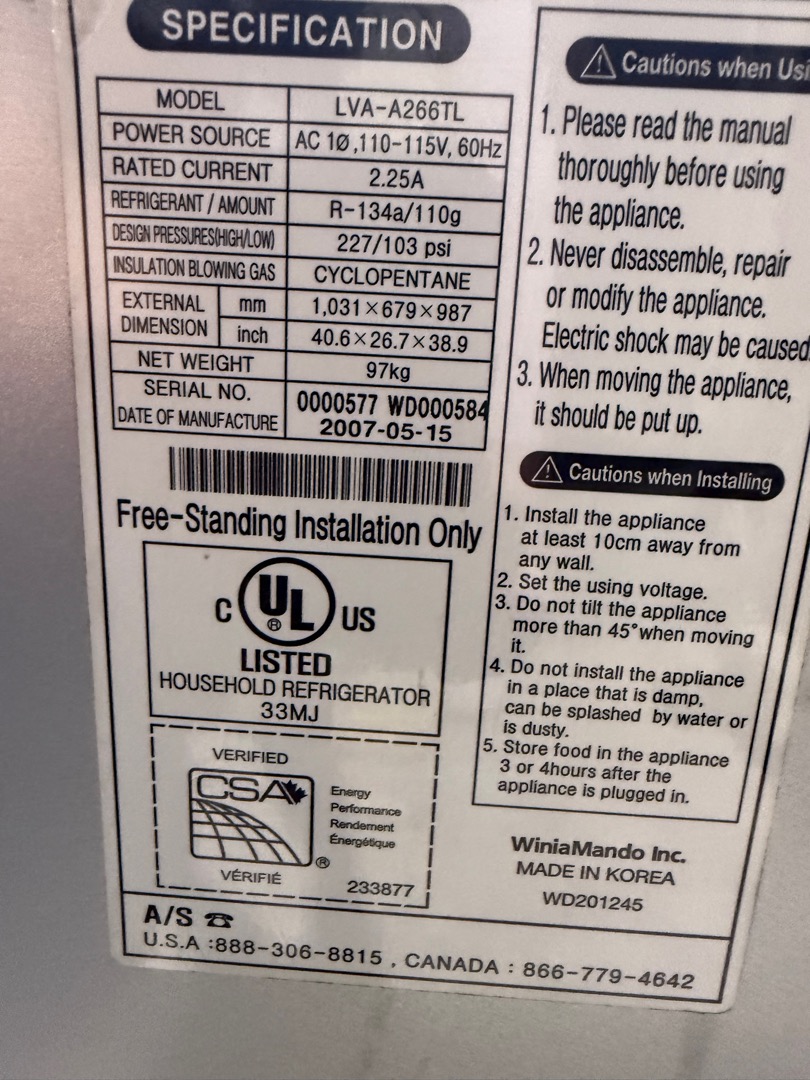 SPECIFICATION
MODEL LVA-A266TL
POWER SOURCE AC 1Ø,110-115V, 60Hz
RATED CURRENT 2.25A
REFRIGERANT / AMOUNT R-134a/110g
DESIGN PRESSURES(HIGH/LOW) 227/103 psi
INSULATION BLOWING GAS CYCLOPENTANE
EXTERNAL DIMENSION mm 1,031×679×987
inch 40.6×26.7×38.9
NET WEIGHT 97kg
SERIAL NO. 0000577 WD000584
DATE OF MANUFACTURE 2007-05-15
Free-Standing Installation Only
C UL ® US
LISTED
HOUSEHOLD REFRIGERATOR
33MJ
VERIFIED
CSA ®
Energy
Performance
Rendement
Énergétique
VÉRIFIÉ
233877
Cautions when Usi
1. Please read the manual
thoroughly before using
the appliance.
2. Never disassemble, repair
or modify the appliance.
Electric shock may be caused
3. When moving the appliance,
it should be put up.
Cautions when Installing
1. Install the appliance
at least 10cm away from
any wall.
2. Set the using voltage.
3. Do not tilt the appliance
more than 45°when moving
it.
4. Do not install the appliance
in a place that is damp,
can be splashed by water or
is dusty.
5. Store food in the appliance
3 or 4hours after the
appliance is plugged in.
WiniaMando Inc.
MADE IN KOREA
WD201245
A/S ☎
U.S.A :888-306-8815 , CANADA : 866-779-4642